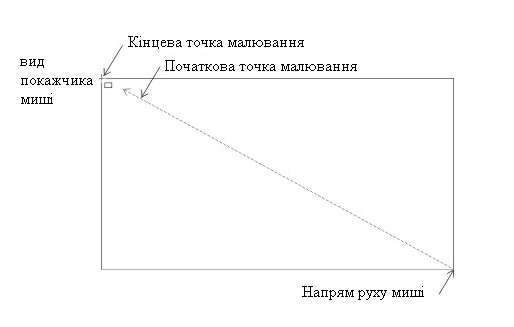 Кінцева точка малювання
вид
покажчика
миші
Початкова точка малювання
Напрям руху миші